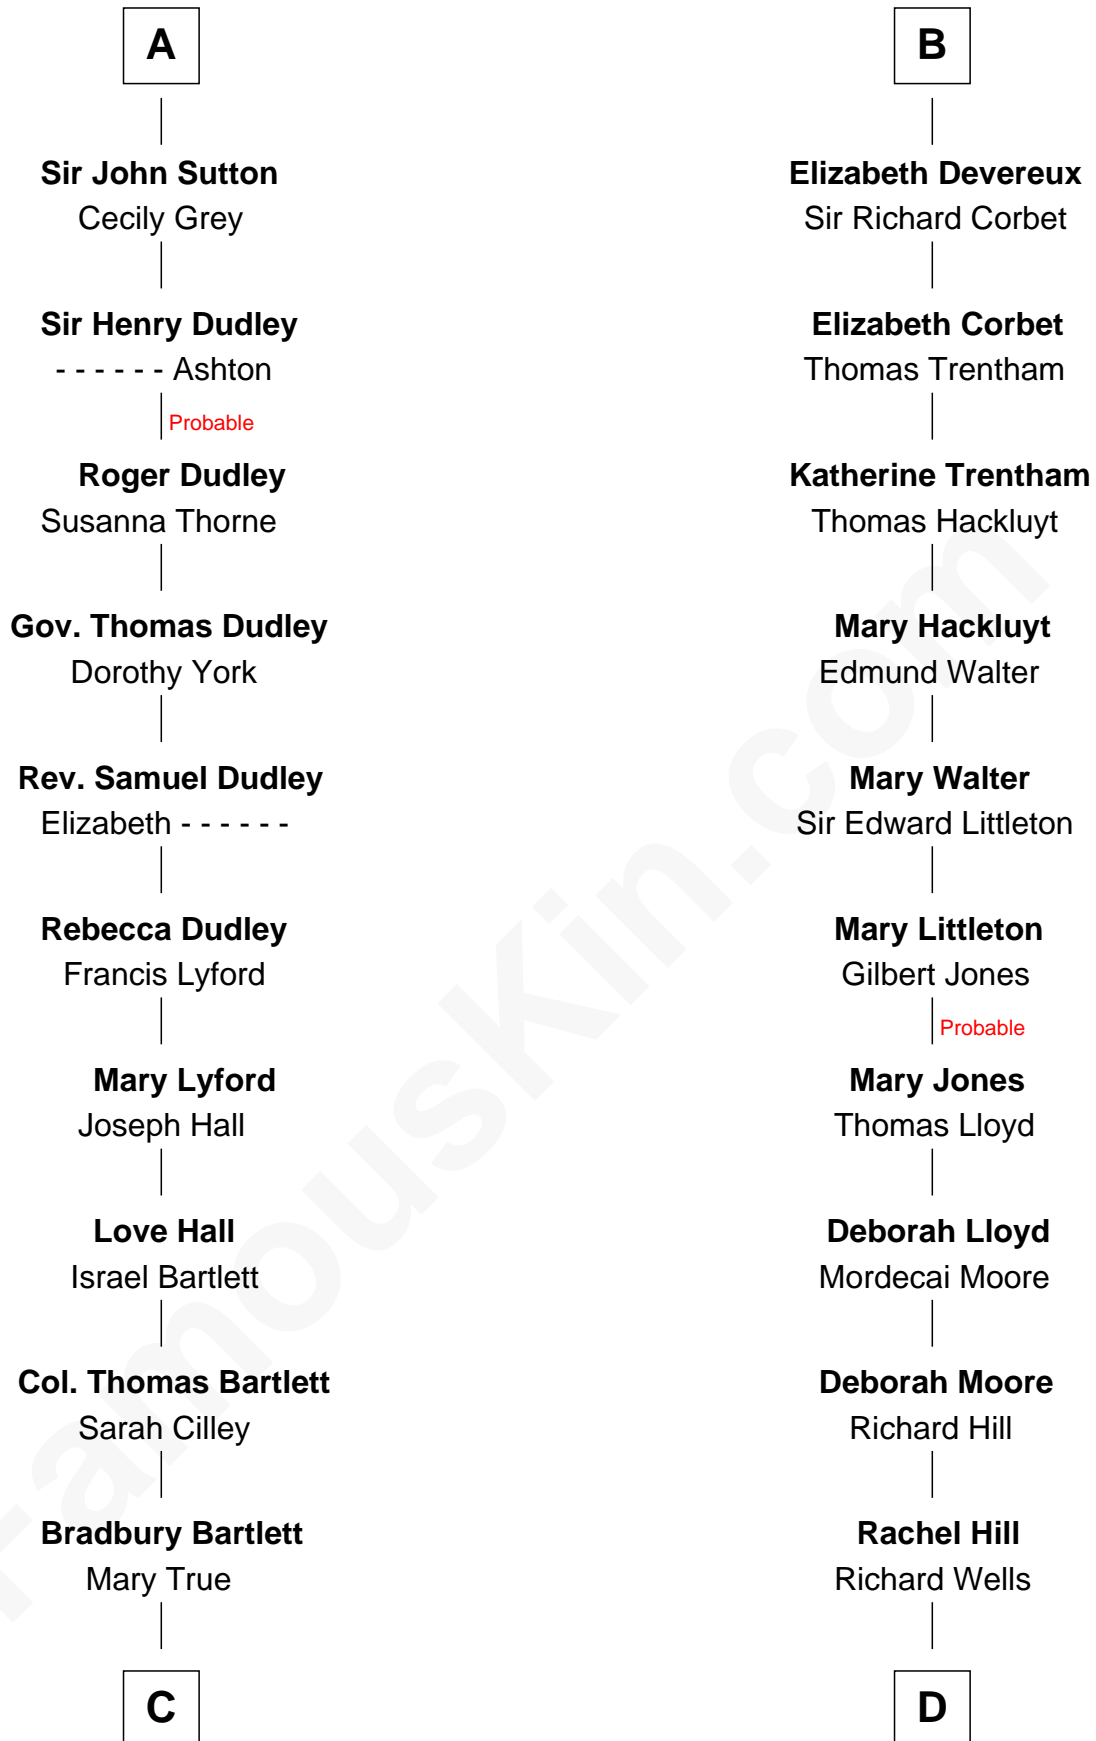 A
Sir John Sutton
Cecily Grey
Sir Henry Dudley
- - - - - - Ashton
Probable
Roger Dudley
Susanna Thorne
Gov. Thomas Dudley
Dorothy York
Rev. Samuel Dudley
Elizabeth - - - - - -
Rebecca Dudley
Francis Lyford
Mary Lyford
Joseph Hall
Love Hall
Israel Bartlett
Col. Thomas Bartlett
Sarah Cilley
Bradbury Bartlett
Mary True
C
B
Elizabeth Devereux
Sir Richard Corbet
Elizabeth Corbet
Thomas Trentham
Katherine Trentham
Thomas Hackluyt
Mary Hackluyt
Edmund Walter
Mary Walter
Sir Edward Littleton
Mary Littleton
Gilbert Jones
Probable
Mary Jones
Thomas Lloyd
Deborah Lloyd
Mordecai Moore
Deborah Moore
Richard Hill
Rachel Hill
Richard Wells
D
FamousKin.com